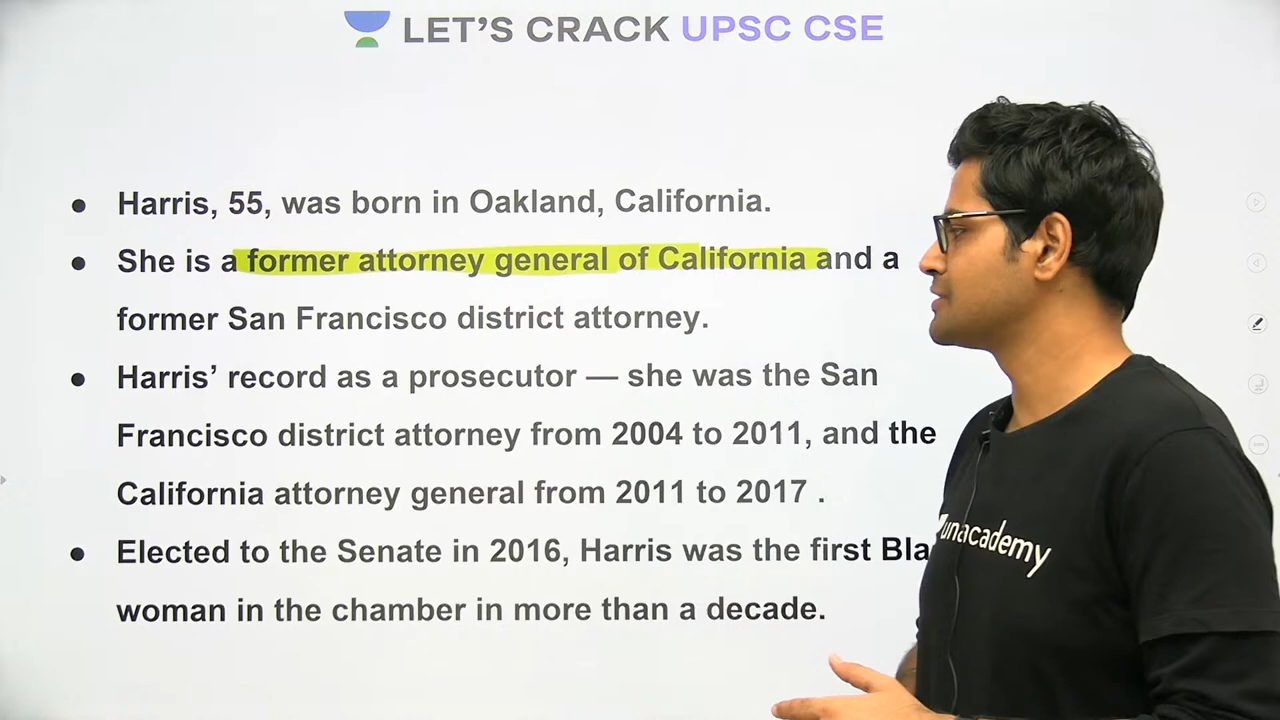 LET'S CRACK UPSC CSE
● Harris, 55, was born in Oakland, California.
● She is a former attorney general of California and a
former San Francisco district attorney.
● Harris’ record as a prosecutor — she was the San
Francisco district attorney from 2004 to 2011, and the
California attorney general from 2011 to 2017 .
● Elected to the Senate in 2016, Harris was the first Bla
woman in the chamber in more than a decade.
unacademy